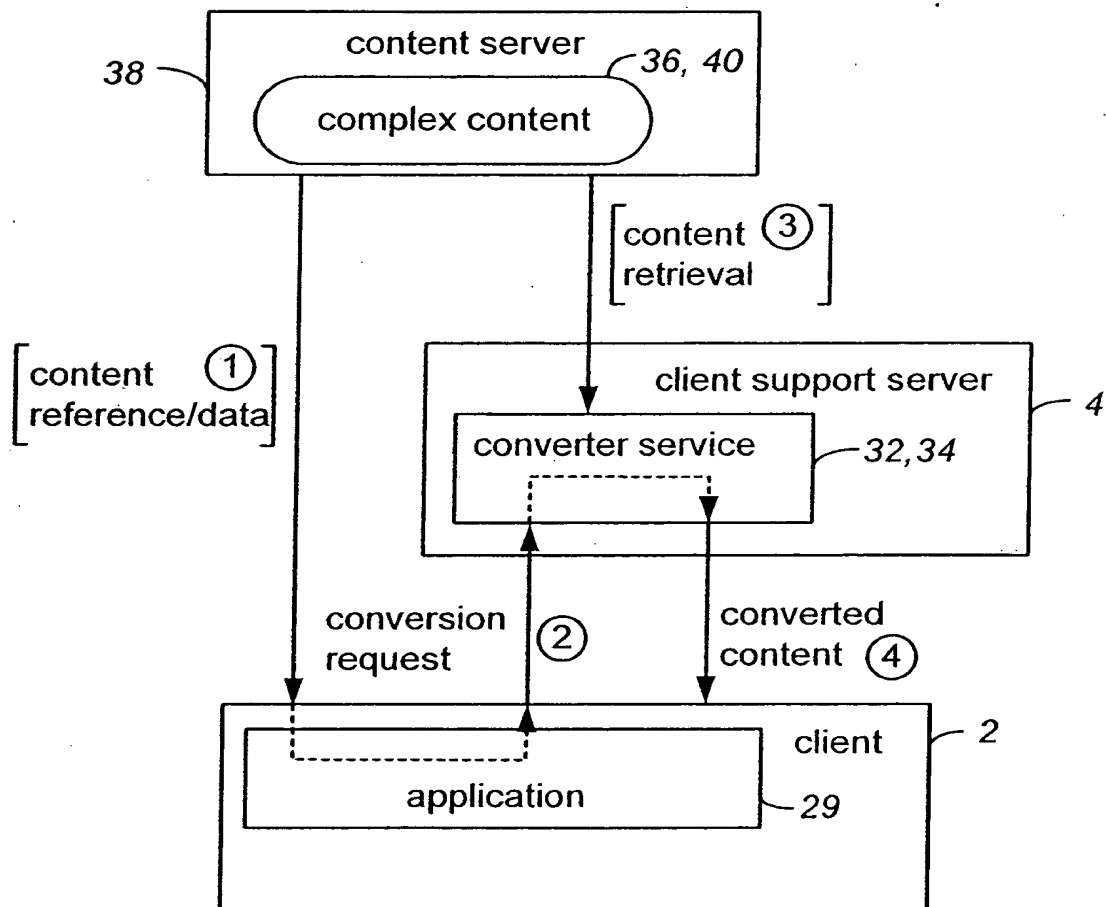 content server
38
36, 40
complex content
content ③
retrieval
content ①
reference/data
client support server
4
converter service
32,34
conversion
request
②
converted
content ④
client
2
application
29